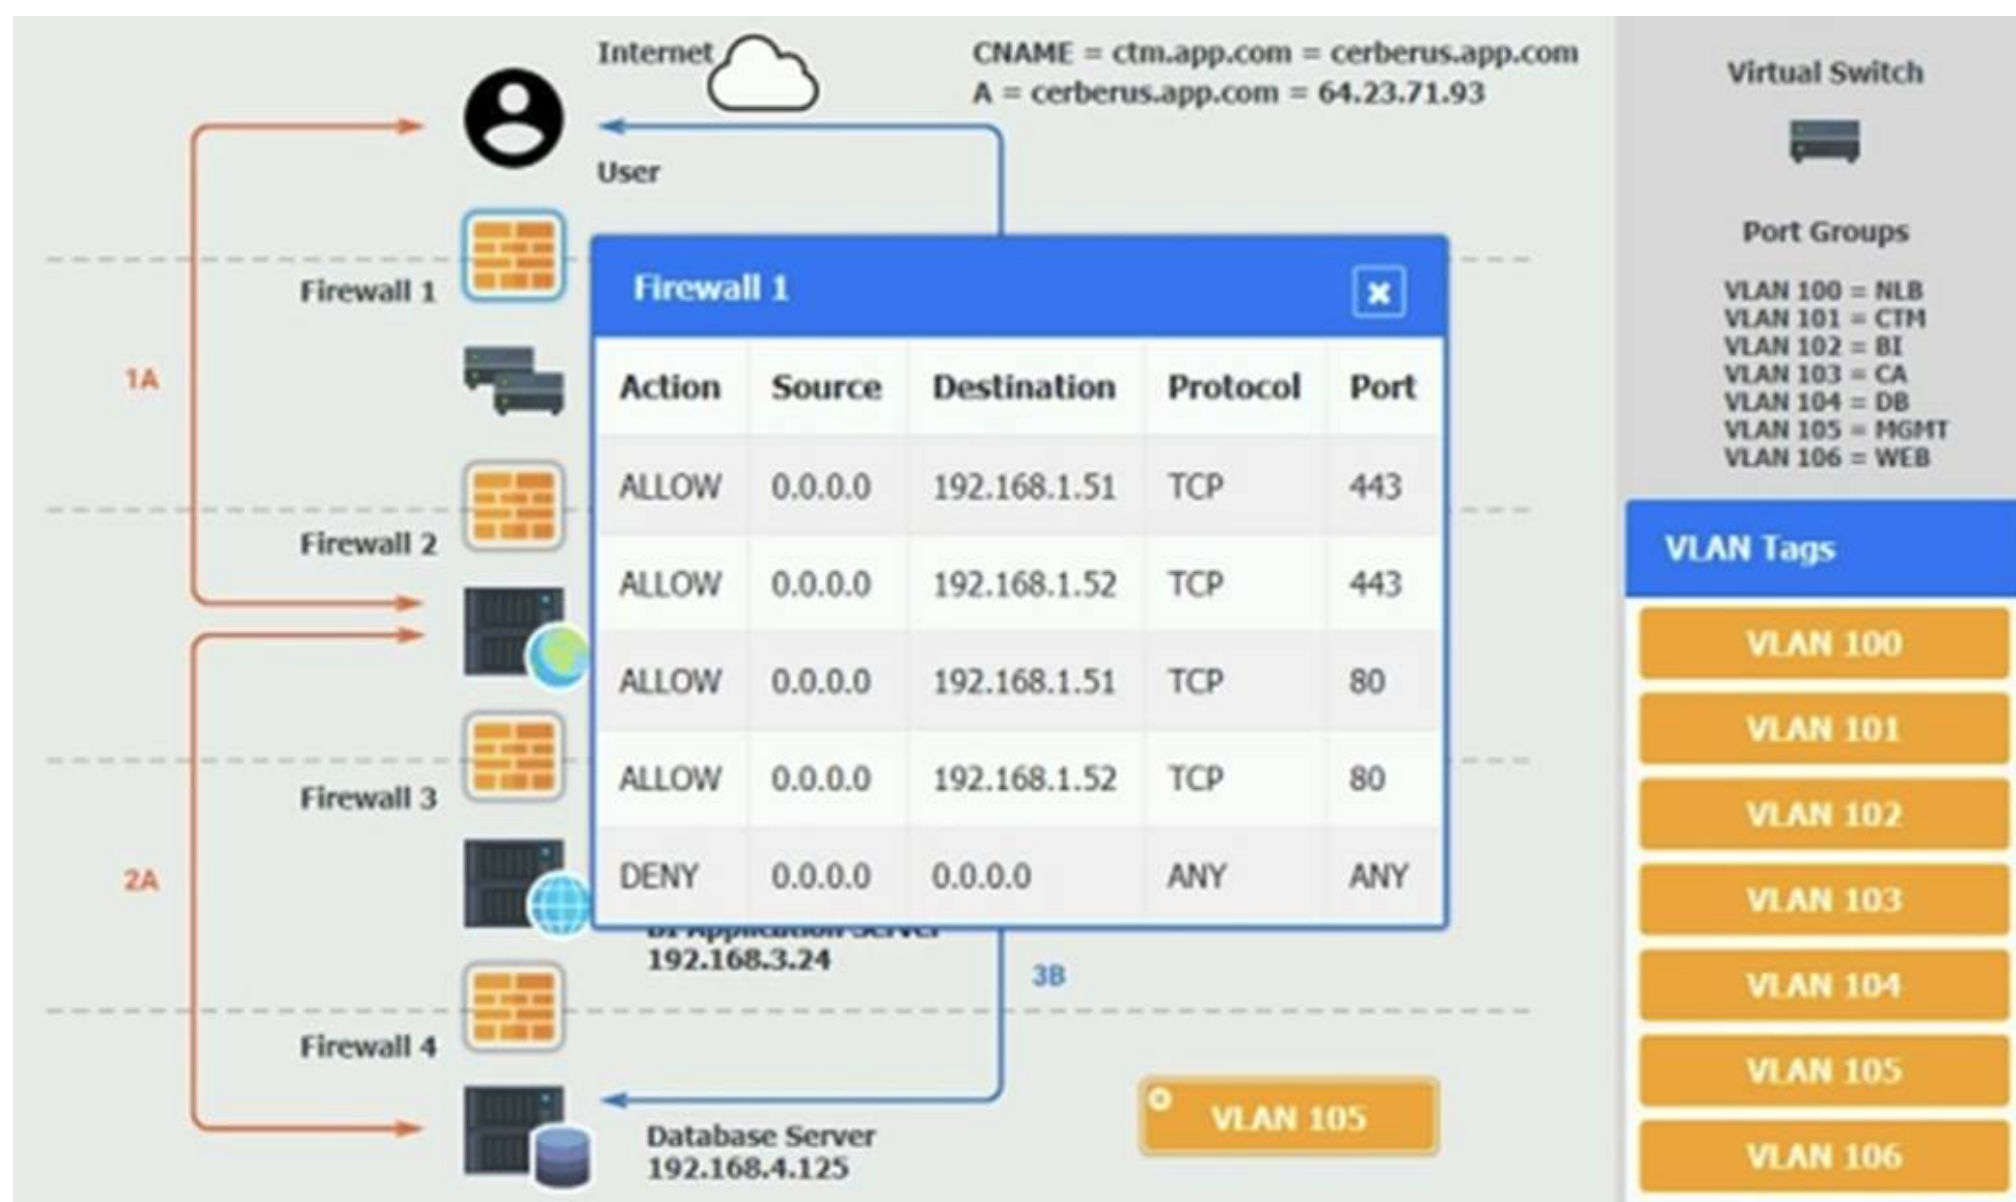 Internet
CNAME = ctm.app.com = cerberus.app.com
A = cerberus.app.com = 64.23.71.93
User
Firewall 1
1A
Firewall 2
Firewall 3
2A
Firewall 4
Firewall 1
Action Source Destination Protocol Port
ALLOW 0.0.0.0 192.168.1.51 TCP 443
ALLOW 0.0.0.0 192.168.1.52 TCP 443
ALLOW 0.0.0.0 192.168.1.51 TCP 80
ALLOW 0.0.0.0 192.168.1.52 TCP 80
DENY 0.0.0.0 0.0.0.0 ANY ANY
BI Application Server
192.168.3.24
3B
Database Server
192.168.4.125
VLAN 105
Virtual Switch
Port Groups
VLAN 100 = NLB
VLAN 101 = CTM
VLAN 102 = BI
VLAN 103 = CA
VLAN 104 = DB
VLAN 105 = MGMT
VLAN 106 = WEB
VLAN Tags
VLAN 100
VLAN 101
VLAN 102
VLAN 103
VLAN 104
VLAN 105
VLAN 106